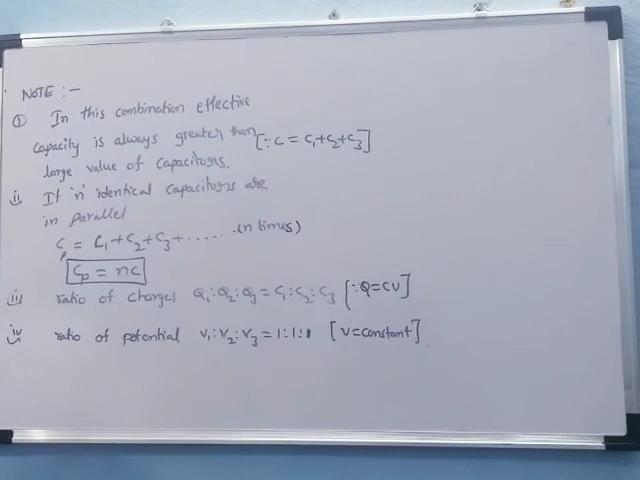 NOTE :-
① In this combination effective
capacity is always greater than [∵ C = C₁+C₂+C₃]
large value of capacitors.
ii If 'n' identical capacitors are
in parallel
Cₚ = C₁+C₂+C₃+...... (n times)
Cₚ = nC
iii ratio of charges Q₁:Q₂:Q₃ = C₁:C₂:C₃ [∵Q=CV]
iv ratio of potential V₁:V₂:V₃ = 1:1:1 [V=constant]